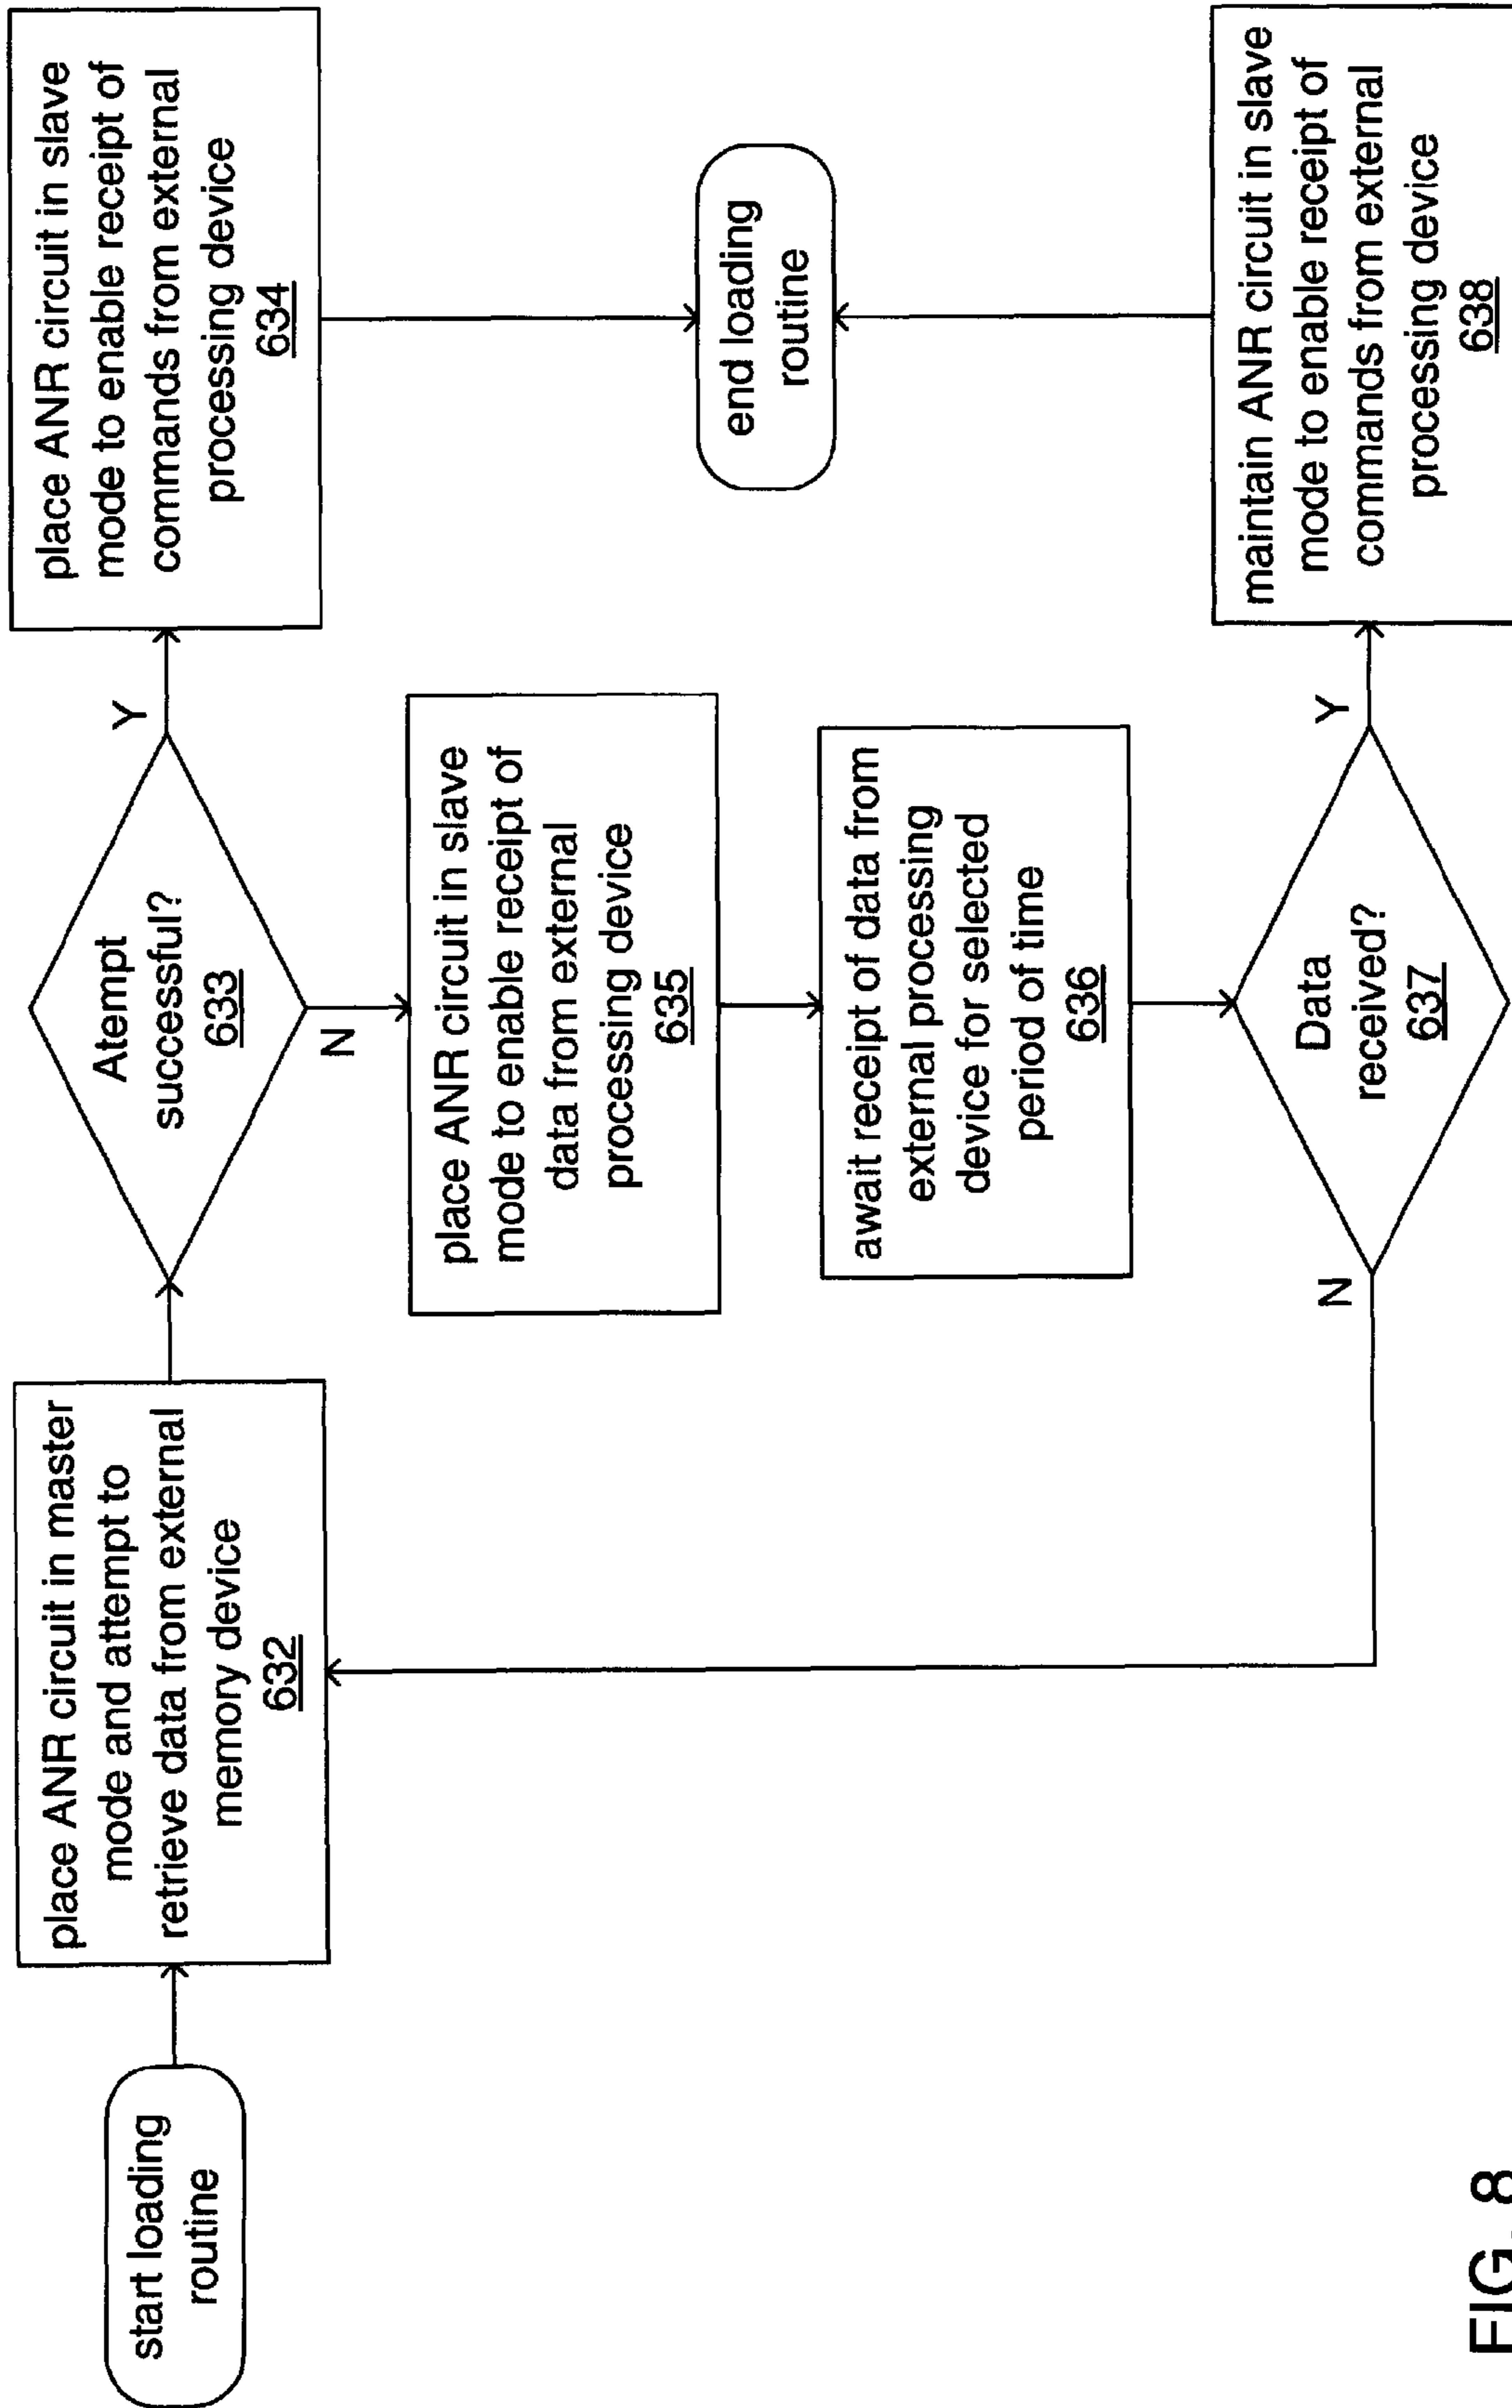 start loading
routine
place ANR circuit in master
mode and attempt to
retrieve data from external
memory device
632
Atempt
successful?
633
Y
N
place ANR circuit in slave
mode to enable receipt of
commands from external
processing device
634
place ANR circuit in slave
mode to enable receipt of
data from external
processing device
635
await receipt of data from
external processing
device for selected
period of time
636
Data
received?
637
Y
N
maintain ANR circuit in slave
mode to enable receipt of
commands from external
processing device
638
end loading
routine
FIG. 8